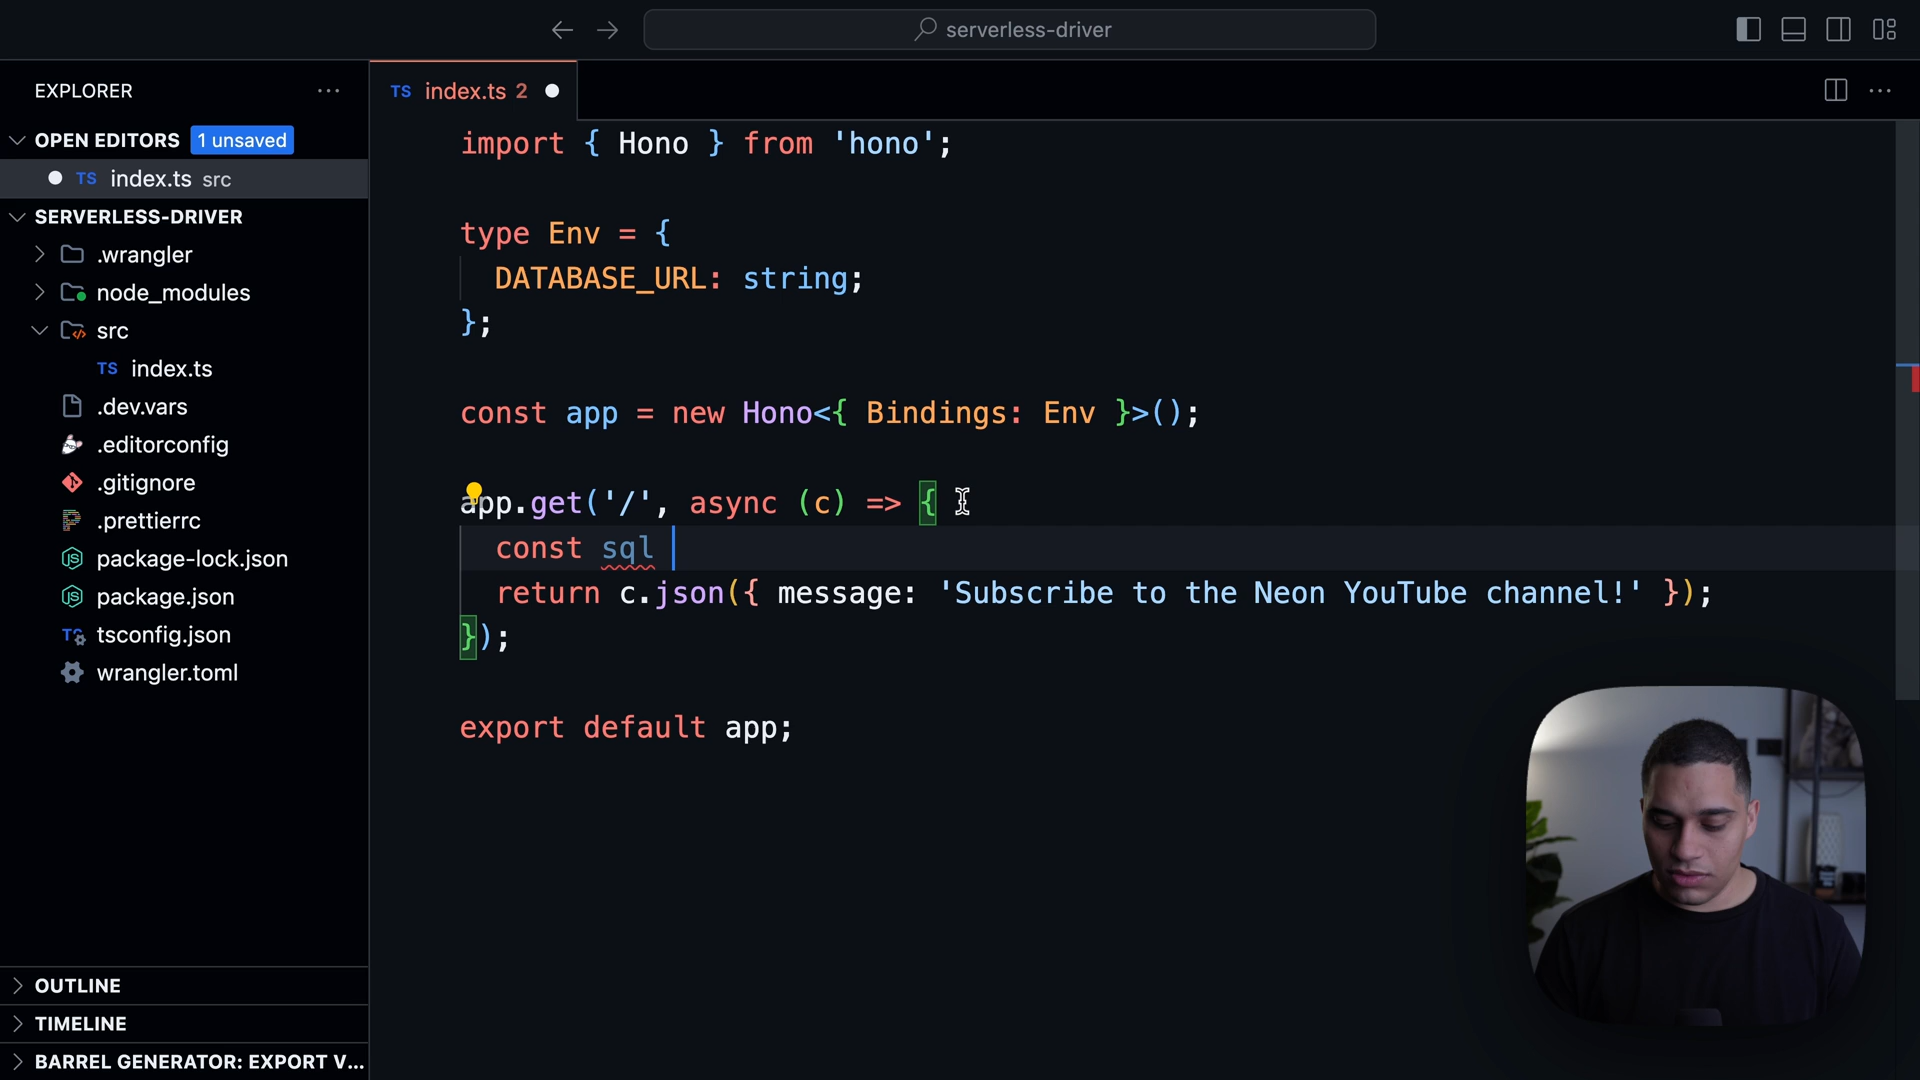 serverless-driver
EXPLORER
OPEN EDITORS 1 unsaved
TS index.ts src
SERVERLESS-DRIVER
.wrangler
node_modules
src
TS index.ts
.dev.vars
.editorconfig
.gitignore
.prettierrc
package-lock.json
package.json
tsconfig.json
wrangler.toml
OUTLINE
TIMELINE
BARREL GENERATOR: EXPORT V...
TS index.ts 2
import { Hono } from 'hono';
type Env = {
DATABASE_URL: string;
};
const app = new Hono<{ Bindings: Env }>();
app.get('/', async (c) => {
const sql
return c.json({ message: 'Subscribe to the Neon YouTube channel!' });
});
export default app;